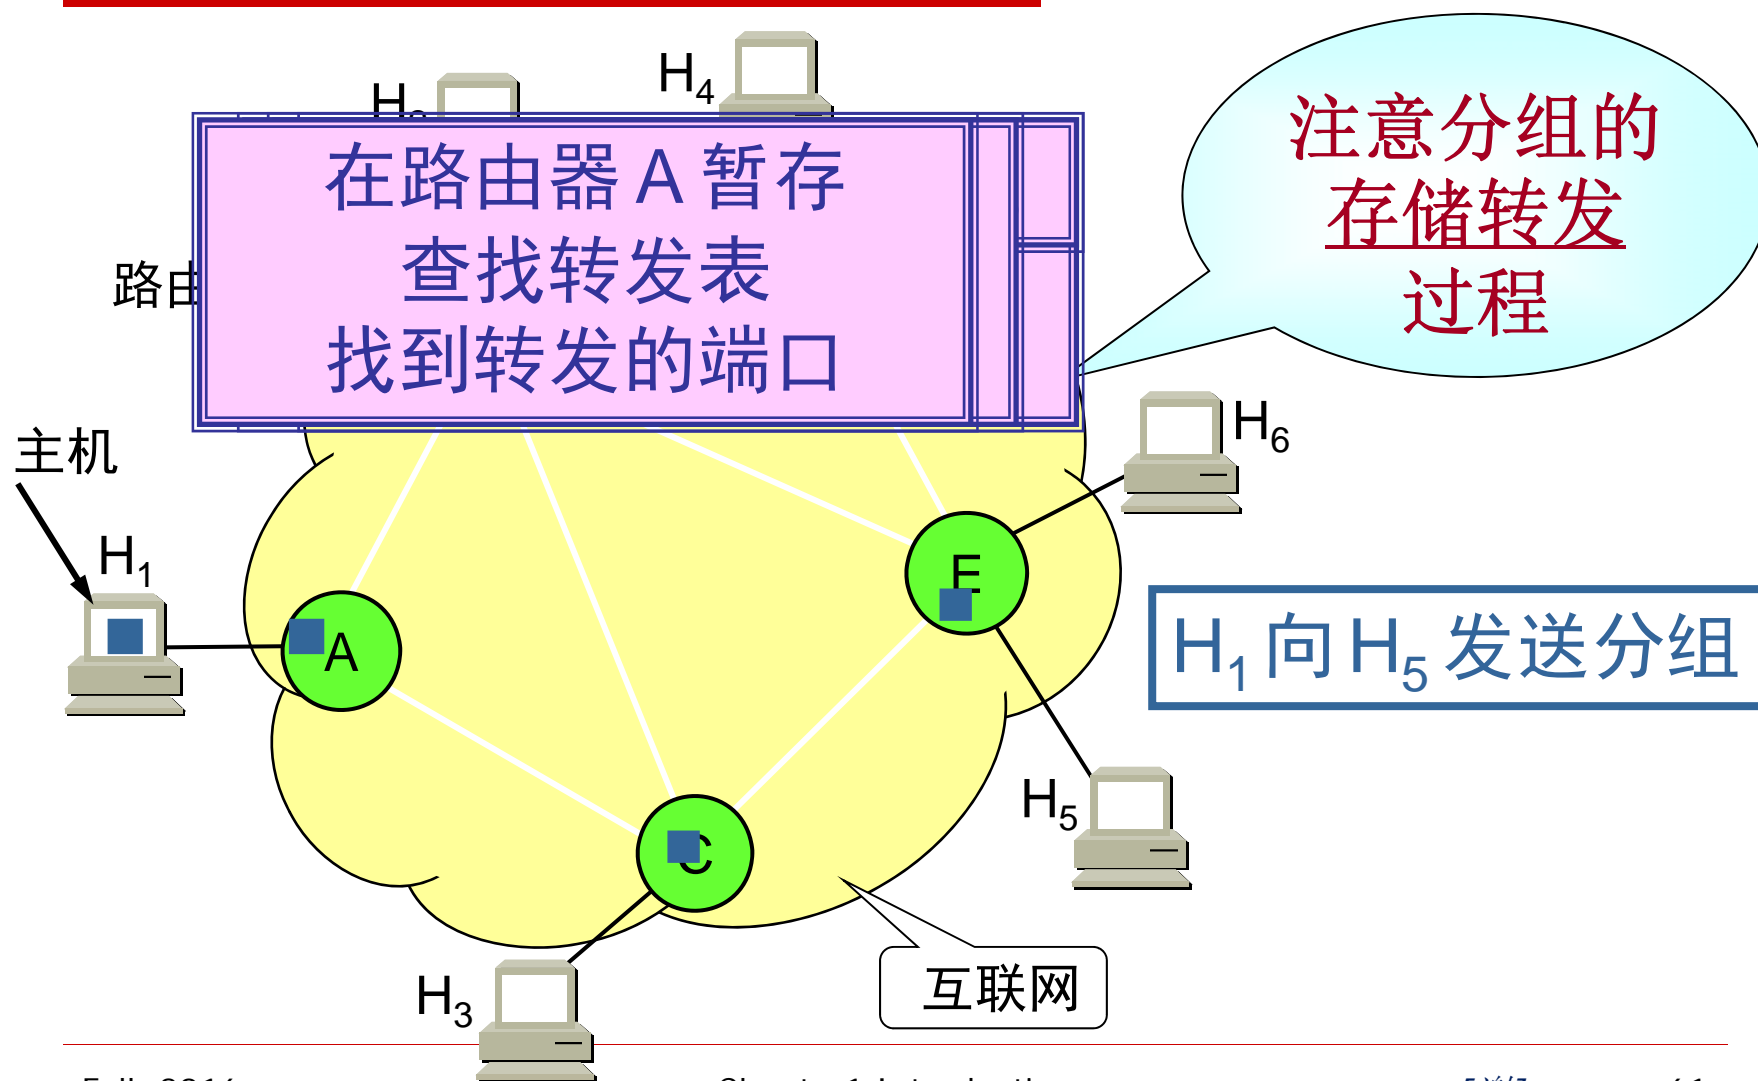 H4
注意分组的
存储转发
过程
在路由器 A 暂存
查找转发表
找到转发的端口
主机
H6
H1
E
A
H1 向 H5 发送分组
H5
C
互联网
H3